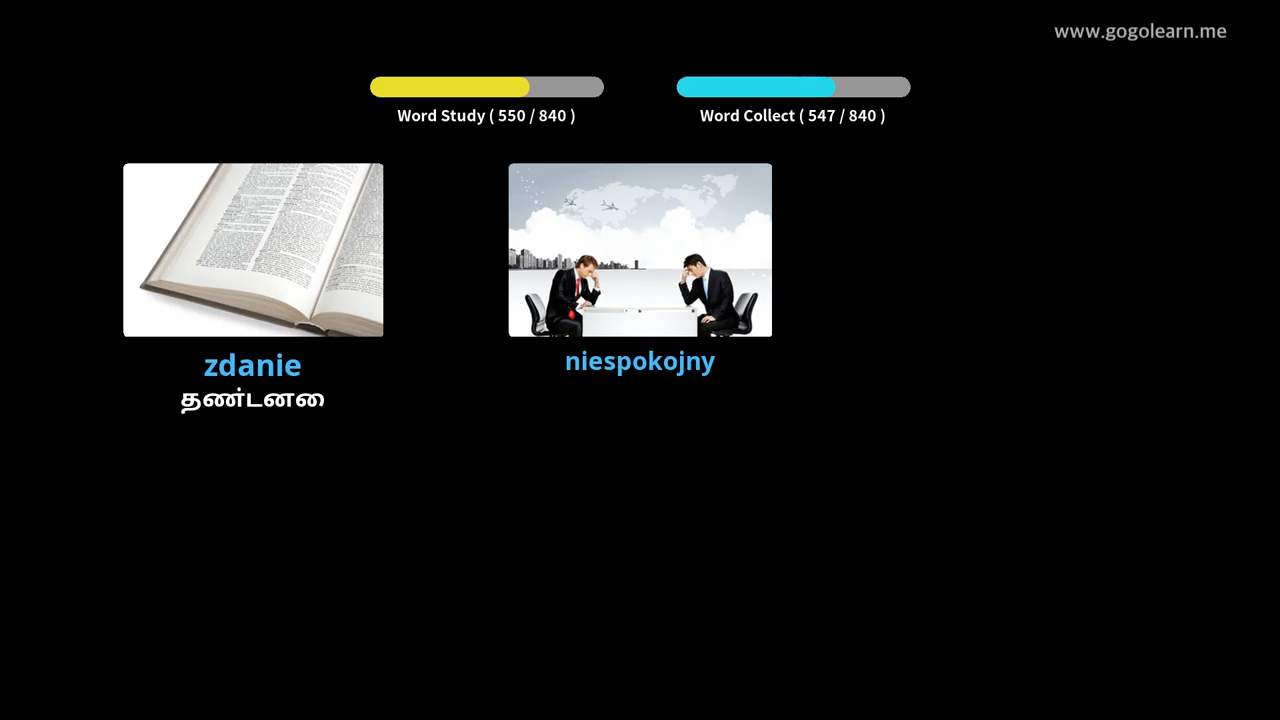 www.gogolearn.me
Word Study ( 550 / 840 )
Word Collect ( 547 / 840 )
zdanie
தண்டனை
niespokojny